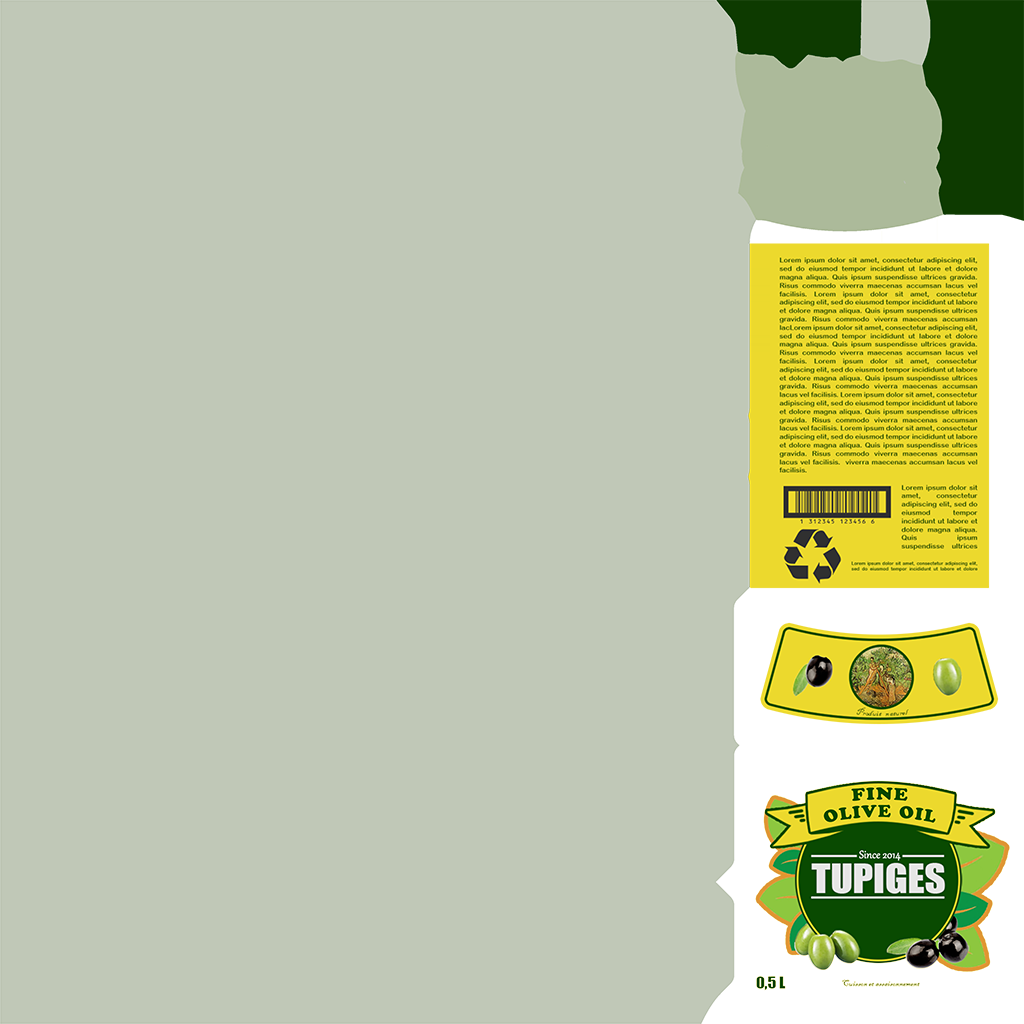 Lorem ipsum dolor sit amet, consectetur adipiscing elit,
sed do eiusmod tempor incididunt ut labore et dolore
magna aliqua. Quis ipsum suspendisse ultrices gravida.
Risus commodo viverra maecenas accumsan lacus vel
facilisis. Lorem ipsum dolor sit amet, consectetur
adipiscing elit, sed do eiusmod tempor incididunt ut labore
et dolore magna aliqua. Quis ipsum suspendisse ultrices
gravida. Risus commodo viverra maecenas accumsan
lacLorem ipsum dolor sit amet, consectetur adipiscing elit,
sed do eiusmod tempor incididunt ut labore et dolore
magna aliqua. Quis ipsum suspendisse ultrices gravida.
Risus commodo viverra maecenas accumsan lacus vel
facilisis. Lorem ipsum dolor sit amet, consectetur
adipiscing elit, sed do eiusmod tempor incididunt ut labore
et dolore magna aliqua. Quis ipsum suspendisse ultrices
gravida. Risus commodo viverra maecenas accumsan
lacus vel facilisis. Lorem ipsum dolor sit amet, consectetur
adipiscing elit, sed do eiusmod tempor incididunt ut labore
et dolore magna aliqua. Quis ipsum suspendisse ultrices
gravida. Risus commodo viverra maecenas accumsan
lacus vel facilisis. Lorem ipsum dolor sit amet, consectetur
adipiscing elit, sed do eiusmod tempor incididunt ut labore
et dolore magna aliqua. Quis ipsum suspendisse ultrices
gravida. Risus commodo viverra maecenas accumsan
lacus vel facilisis. viverra maecenas accumsan lacus vel
facilisis.
Lorem ipsum dolor sit
amet, consectetur
adipiscing elit, sed do
eiusmod tempor
incididunt ut labore et
dolore magna aliqua.
Quis ipsum
suspendisse ultrices
1 312345 123456 6
Lorem ipsum dolor sit amet, consectetur adipiscing elit,
sed do eiusmod tempor incididunt ut labore et dolore
Produit naturel
FINE
OLIVE OIL
Since 2014
TUPIGES
0,5 L
Cuisson et assaisonnement